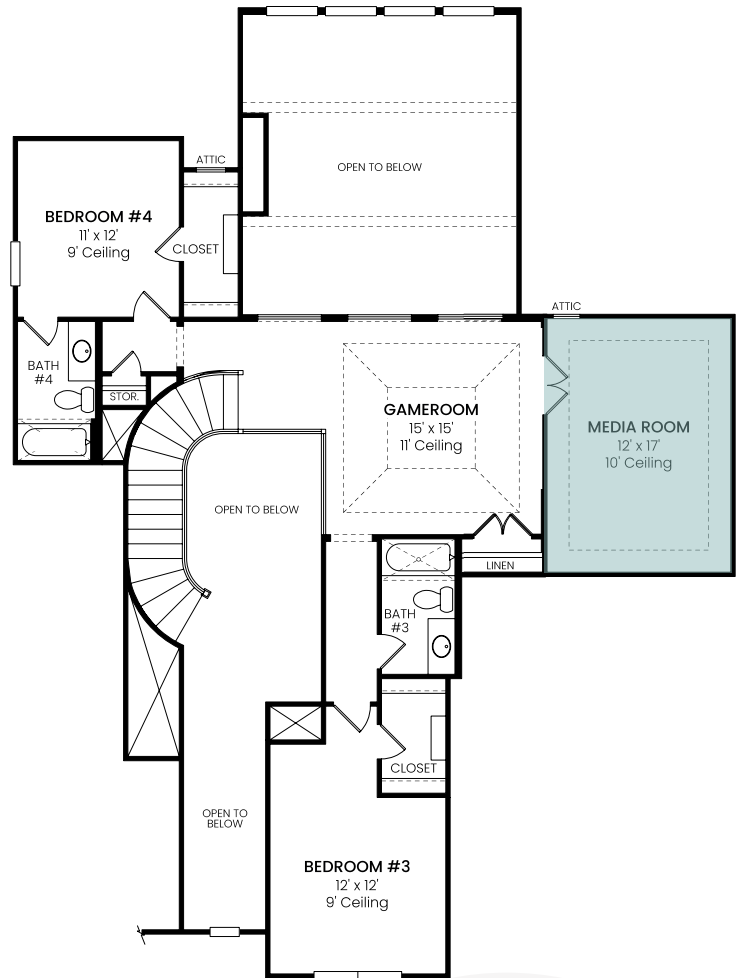 ATTIC
OPEN TO BELOW
BEDROOM #4
11' x 12'
9' Ceiling
CLOSET
ATTIC
BATH
#4
STOR.
GAMEROOM
15' x 15'
11' Ceiling
MEDIA ROOM
12' x 17'
10' Ceiling
OPEN TO BELOW
LINEN
BATH
#3
CLOSET
OPEN TO
BELOW
BEDROOM #3
12' x 12'
9' Ceiling